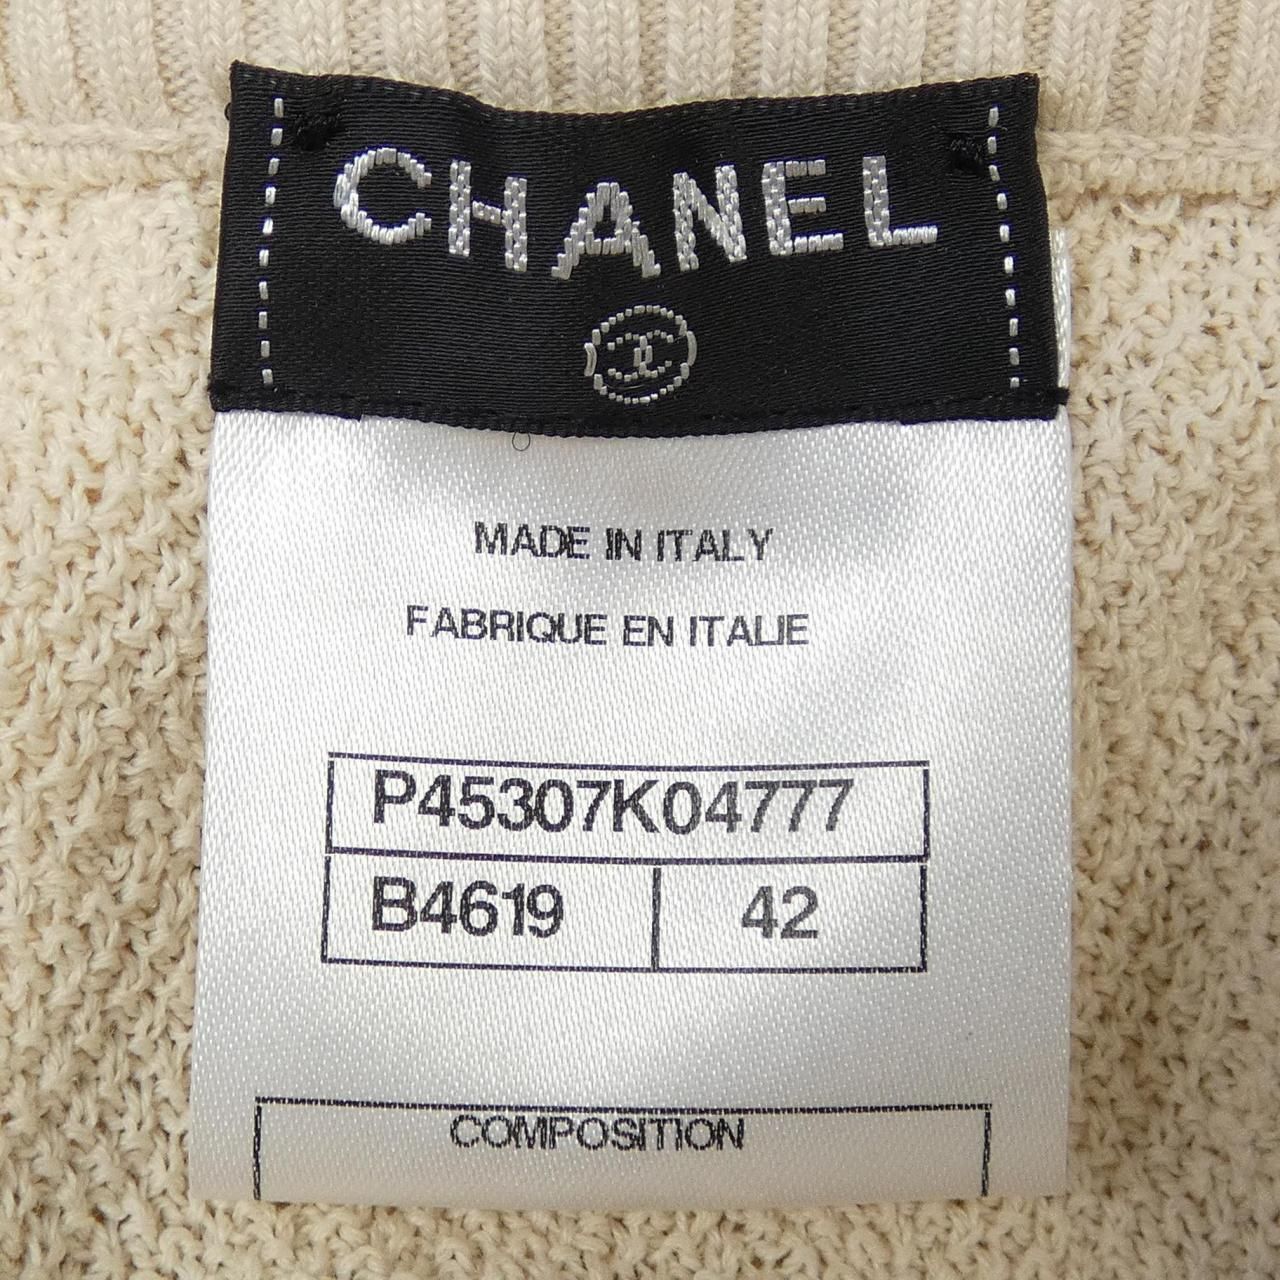 CHANEL
MADE IN ITALY
FABRIQUE EN ITALIE
P45307K04777
B4619 42
COMPOSITION